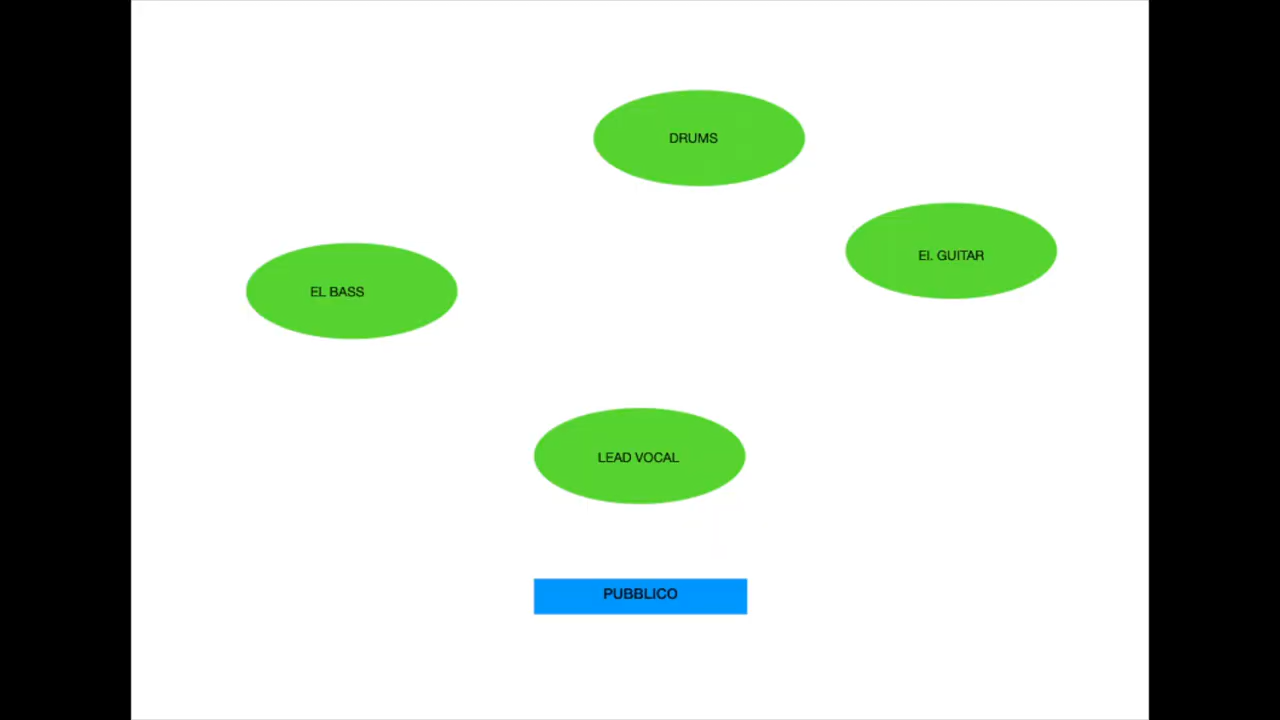 DRUMS
El. GUITAR
EL BASS
LEAD VOCAL
PUBBLICO